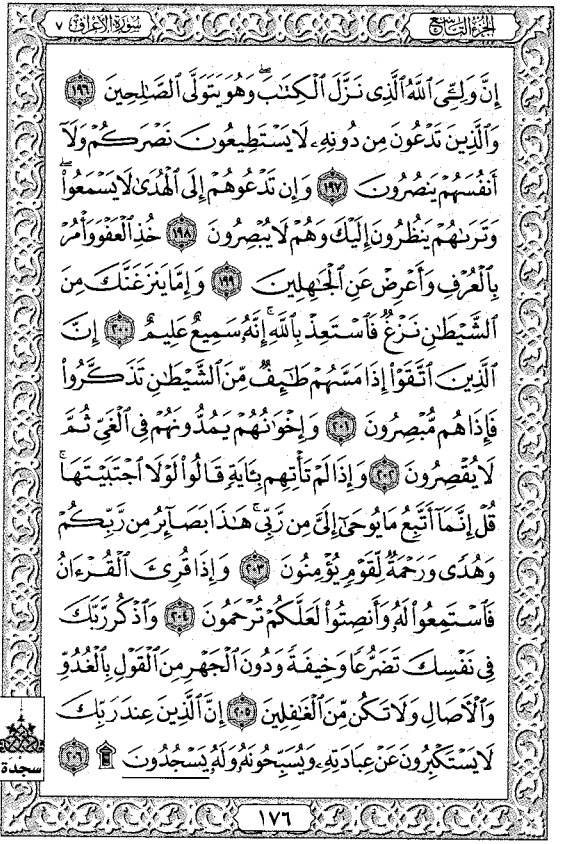 الجزء التاسع
سورة الأعراف ٧
إِنَّ وَلِـِّۧيَ ٱللَّهُ ٱلَّذِى نَزَّلَ ٱلْكِتَٰبَ ۖ وَهُوَ يَتَوَلَّى ٱلصَّٰلِحِينَ ١٩٦
وَٱلَّذِينَ تَدْعُونَ مِن دُونِهِۦ لَا يَسْتَطِيعُونَ نَصْرَكُمْ وَلَآ
أَنفُسَهُمْ يَنصُرُونَ ١٩٧ وَإِن تَدْعُوهُمْ إِلَى ٱلْهُدَىٰ لَا يَسْمَعُوا۟ ۖ
وَتَرَىٰهُمْ يَنظُرُونَ إِلَيْكَ وَهُمْ لَا يُبْصِرُونَ ١٩٨ خُذِ ٱلْعَفْوَ وَأْمُرْ
بِٱلْعُرْفِ وَأَعْرِضْ عَنِ ٱلْجَٰهِلِينَ ١٩٩ وَإِمَّا يَنزَغَنَّكَ مِنَ
ٱلشَّيْطَٰنِ نَزْغٌ فَٱسْتَعِذْ بِٱللَّهِ ۚ إِنَّهُۥ سَمِيعٌ عَلِيمٌ ٢٠٠ إِنَّ
ٱلَّذِينَ ٱتَّقَوْا۟ إِذَا مَسَّهُمْ طَٰٓئِفٌ مِّنَ ٱلشَّيْطَٰنِ تَذَكَّرُوا۟
فَإِذَا هُم مُّبْصِرُونَ ٢٠١ وَإِخْوَٰنُهُمْ يَمُدُّونَهُمْ فِى ٱلْغَىِّ ثُمَّ
لَا يُقْصِرُونَ ٢٠٢ وَإِذَا لَمْ تَأْتِهِم بِـَٔايَةٍ قَالُوا۟ لَوْلَا ٱجْتَبَيْتَهَا ۚ
قُلْ إِنَّمَآ أَتَّبِعُ مَا يُوحَىٰٓ إِلَىَّ مِن رَّبِّى ۚ هَٰذَا بَصَآئِرُ مِن رَّبِّكُمْ
وَهُدًى وَرَحْمَةٌ لِّقَوْمٍ يُؤْمِنُونَ ٢٠٣ وَإِذَا قُرِئَ ٱلْقُرْءَانُ
فَٱسْتَمِعُوا۟ لَهُۥ وَأَنصِتُوا۟ لَعَلَّكُمْ تُرْحَمُونَ ٢٠٤ وَٱذْكُر رَّبَّكَ
فِى نَفْسِكَ تَضَرُّعًا وَخِيفَةً وَدُونَ ٱلْجَهْرِ مِنَ ٱلْقَوْلِ بِٱلْغُدُوِّ
وَٱلْءَاصَالِ وَلَا تَكُن مِّنَ ٱلْغَٰفِلِينَ ٢٠٥ إِنَّ ٱلَّذِينَ عِندَ رَبِّكَ
لَا يَسْتَكْبِرُونَ عَنْ عِبَادَتِهِۦ وَيُسَبِّحُونَهُۥ وَلَهُۥ يَسْجُدُونَ ۩ ٢٠٦
سجدة
١٧٦